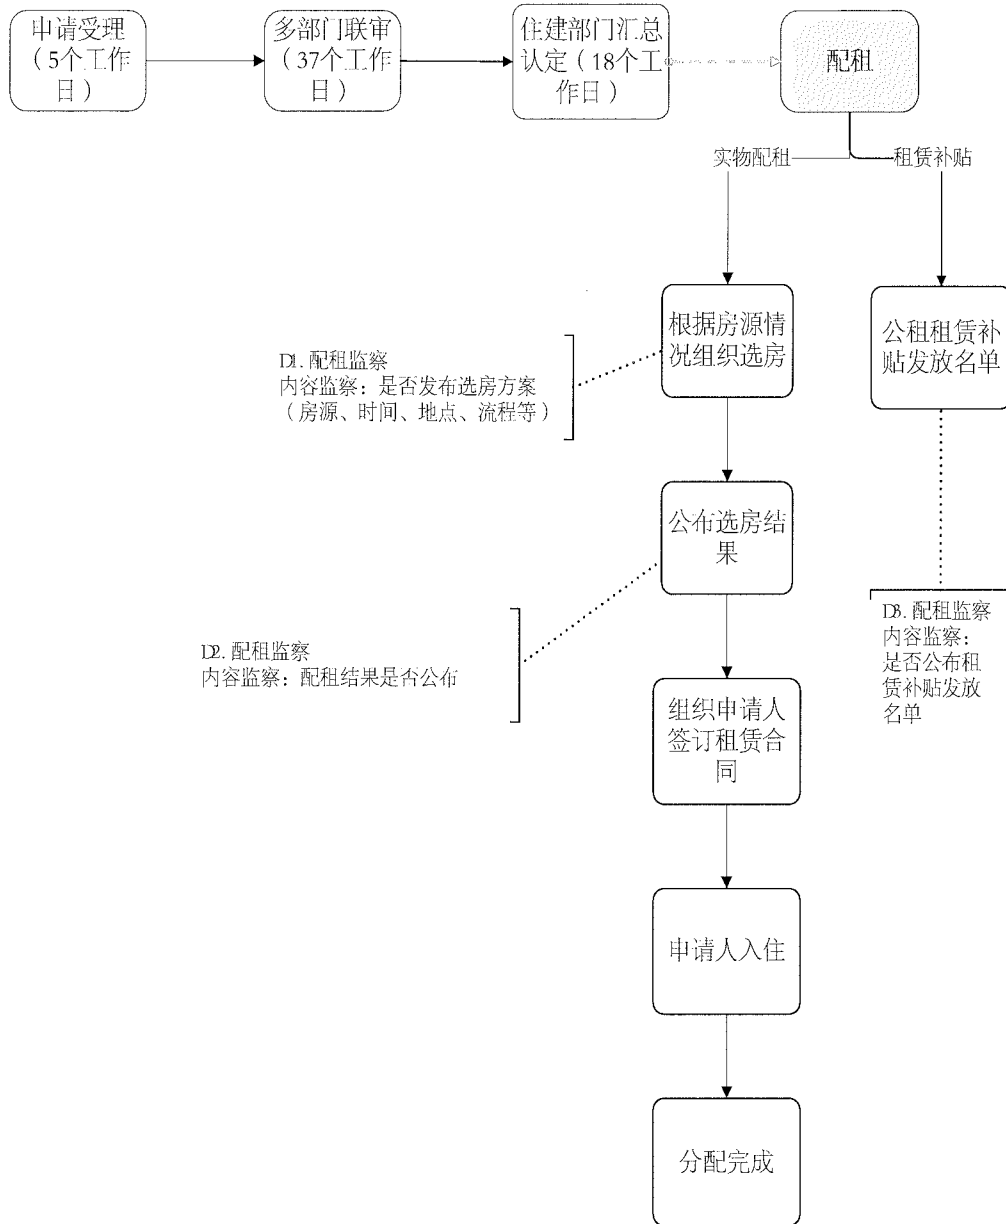 申请受理
（5个工作
日）
多部门联审
（37个工作
日）
住建部门汇总
认定（18个工
作日）
配租
实物配租
租赁补贴
根据房源情
况组织选房
公租租赁补
贴发放名单
D1. 配租监察
内容监察：是否发布选房方案
（房源、时间、地点、流程等）
公布选房结
果
D2. 配租监察
内容监察：配租结果是否公布
D3. 配租监察
内容监察：
是否公布租
赁补贴发放
名单
组织申请人
签订租赁合
同
申请人入住
分配完成